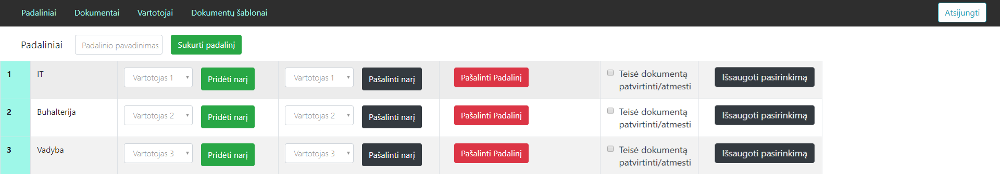 Padaliniai Dokumentai Vartotojai Dokumentų šablonai Atsijungti
Padaliniai Padalinio pavadinimas Sukurti padalinį
1 IT Vartotojas 1 Pridėti narį Vartotojas 1 Pašalinti narį Pašalinti Padalinį Teisė dokumentą
patvirtinti/atmesti Išsaugoti pasirinkimą
2 Buhalterija Vartotojas 2 Pridėti narį Vartotojas 2 Pašalinti narį Pašalinti Padalinį Teisė dokumentą
patvirtinti/atmesti Išsaugoti pasirinkimą
3 Vadyba Vartotojas 3 Pridėti narį Vartotojas 3 Pašalinti narį Pašalinti Padalinį Teisė dokumentą
patvirtinti/atmesti Išsaugoti pasirinkimą